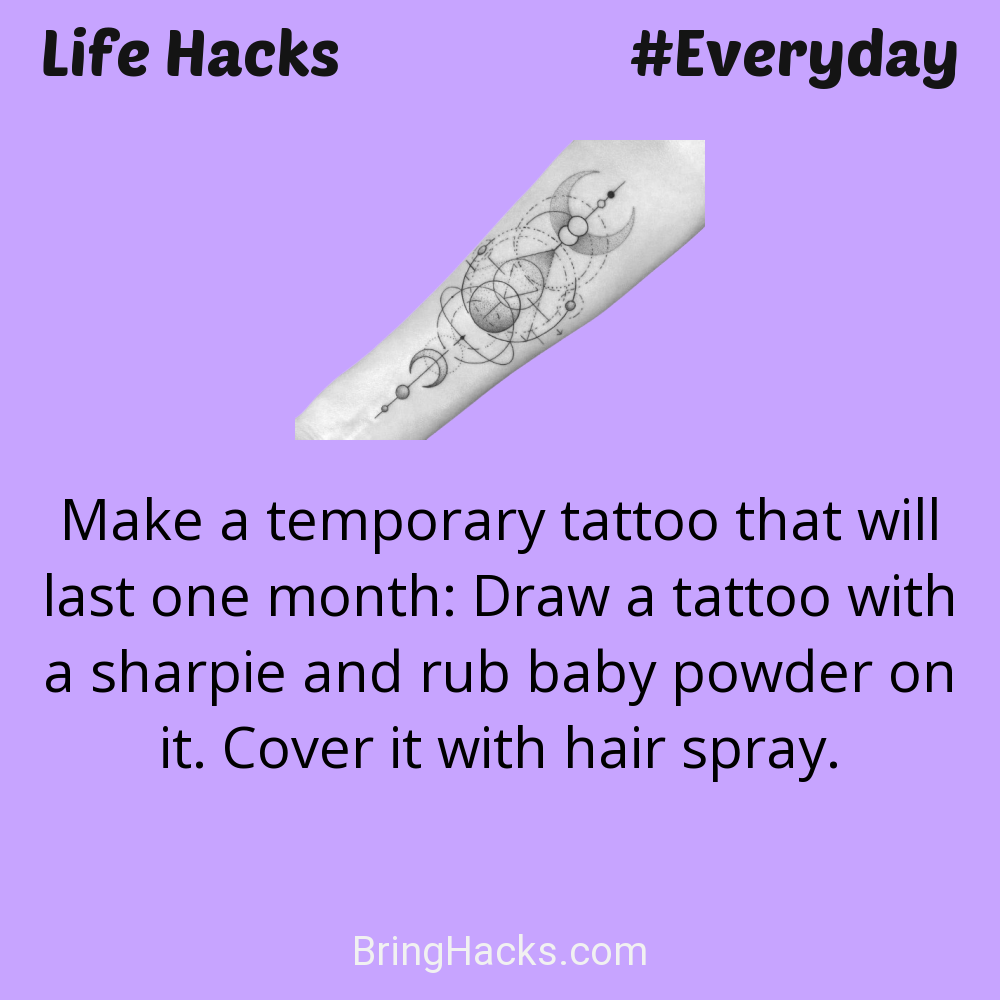 Life Hacks
#Everyday
Make a temporary tattoo that will
last one month: Draw a tattoo with
a sharpie and rub baby powder on
it. Cover it with hair spray.
BringHacks.com